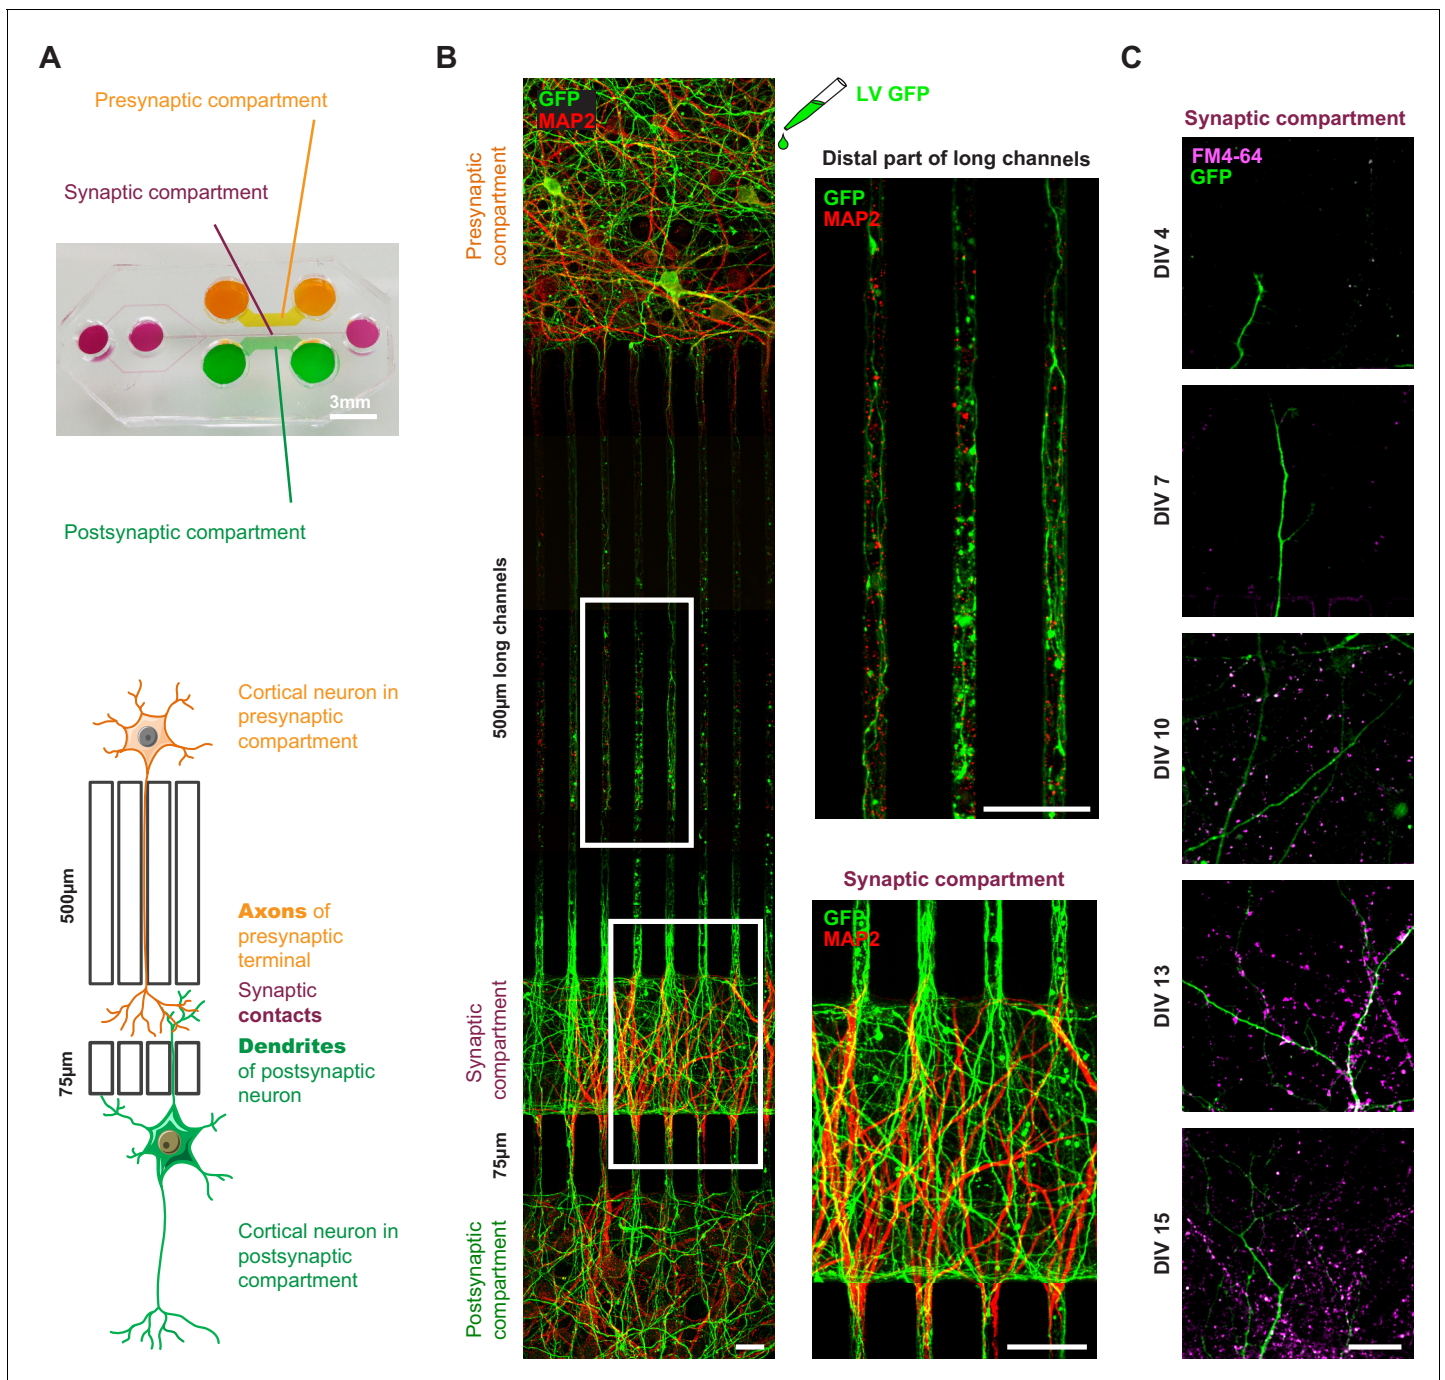 A
Presynaptic compartment
Synaptic compartment
3mm
Postsynaptic compartment
Cortical neuron in
presynaptic
compartment
500µm
Axons of
presynaptic
terminal
Synaptic
contacts
75µm
Dendrites
of postsynaptic
neuron
Cortical neuron in
postsynaptic
compartment
B
GFP
MAP2
LV GFP
Presynaptic
compartment
500µm long channels
Synaptic
compartment
75µm
Postsynaptic
compartment
Distal part of long channels
GFP
MAP2
Synaptic compartment
GFP
MAP2
C
Synaptic compartment
FM4-64
GFP
DIV 4
DIV 7
DIV 10
DIV 13
DIV 15